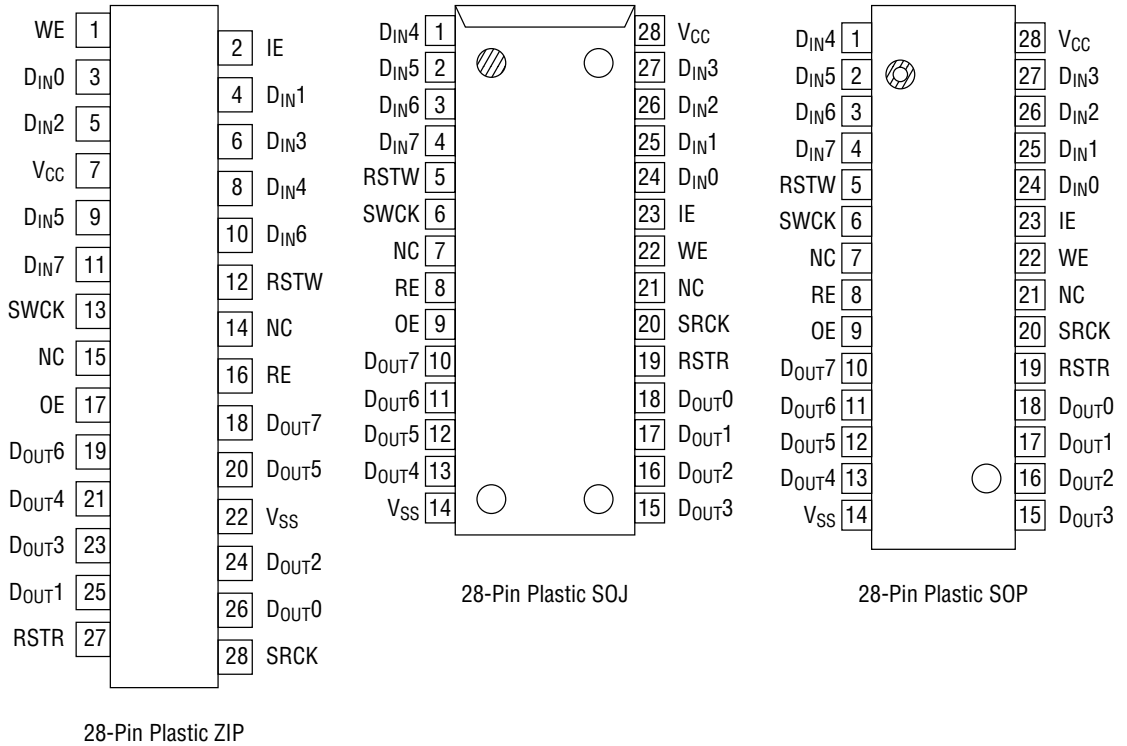 WE 1
2 IE
DIN0 3
4 DIN1
DIN2 5
6 DIN3
VCC 7
8 DIN4
DIN5 9
10 DIN6
DIN7 11
12 RSTW
SWCK 13
14 NC
NC 15
16 RE
OE 17
18 DOUT7
DOUT6 19
20 DOUT5
DOUT4 21
22 VSS
DOUT3 23
24 DOUT2
DOUT1 25
26 DOUT0
RSTR 27
28 SRCK
28-Pin Plastic ZIP
DIN4 1 28 VCC
DIN5 2 27 DIN3
DIN6 3 26 DIN2
DIN7 4 25 DIN1
RSTW 5 24 DIN0
SWCK 6 23 IE
NC 7 22 WE
RE 8 21 NC
OE 9 20 SRCK
DOUT7 10 19 RSTR
DOUT6 11 18 DOUT0
DOUT5 12 17 DOUT1
DOUT4 13 16 DOUT2
VSS 14 15 DOUT3
28-Pin Plastic SOJ
DIN4 1 28 VCC
DIN5 2 27 DIN3
DIN6 3 26 DIN2
DIN7 4 25 DIN1
RSTW 5 24 DIN0
SWCK 6 23 IE
NC 7 22 WE
RE 8 21 NC
OE 9 20 SRCK
DOUT7 10 19 RSTR
DOUT6 11 18 DOUT0
DOUT5 12 17 DOUT1
DOUT4 13 16 DOUT2
VSS 14 15 DOUT3
28-Pin Plastic SOP